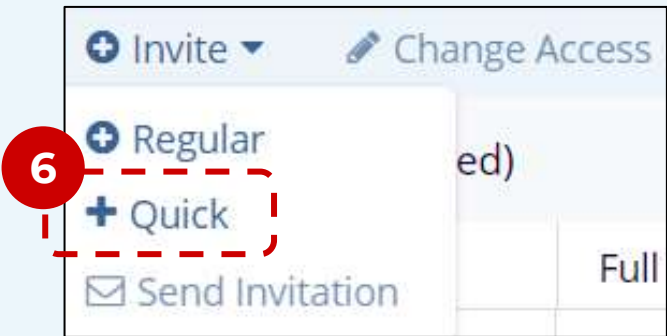 Invite Change Access
Regular
ed)
6
Quick
Full
Send Invitation